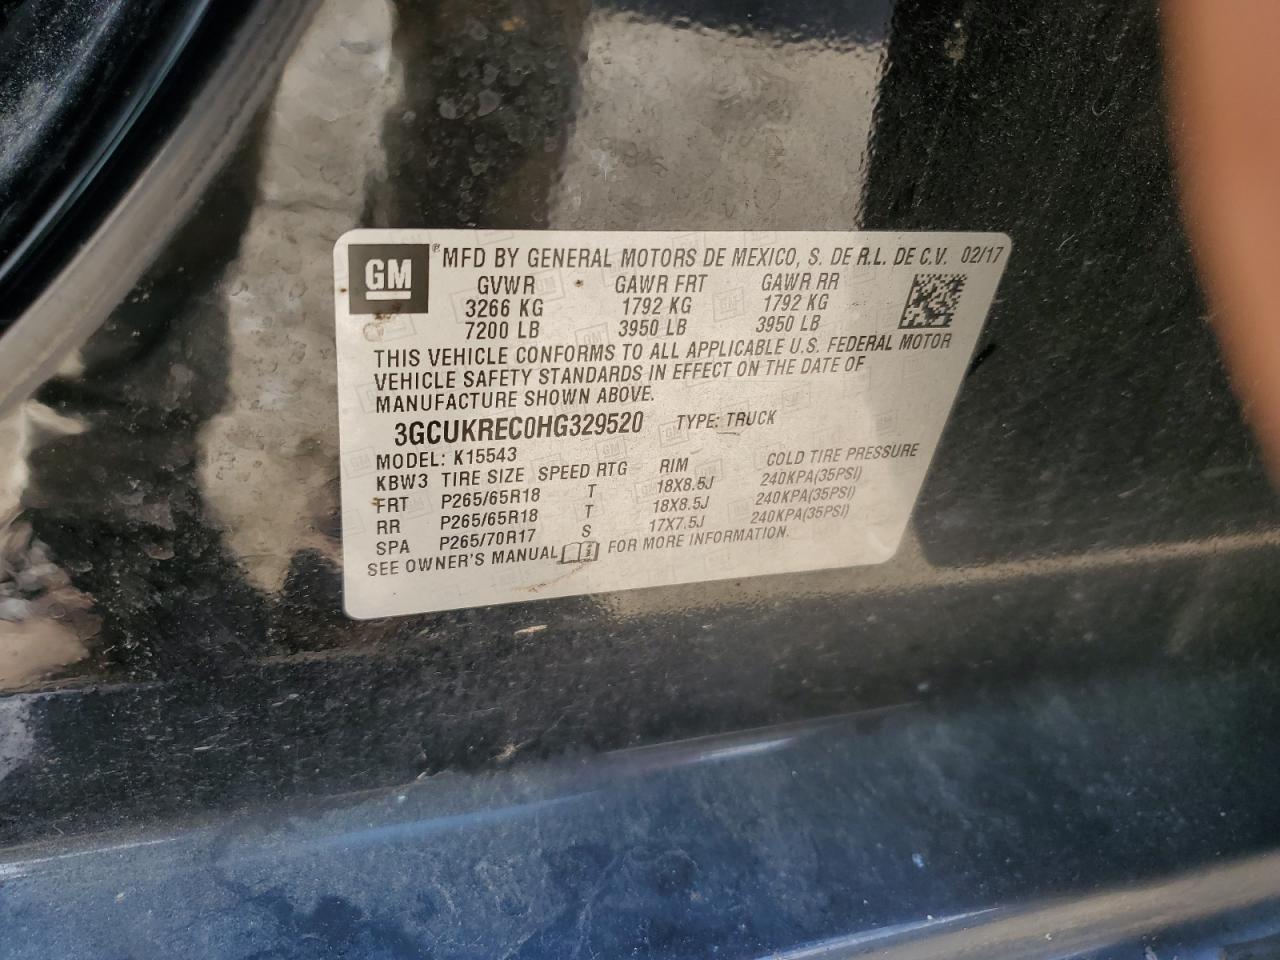 GM ® MFD BY GENERAL MOTORS DE MEXICO, S. DE R.L. DE C.V. 02/17
GVWR GAWR FRT GAWR RR
3266 KG 1792 KG 1792 KG
7200 LB 3950 LB 3950 LB
THIS VEHICLE CONFORMS TO ALL APPLICABLE U.S. FEDERAL MOTOR
VEHICLE SAFETY STANDARDS IN EFFECT ON THE DATE OF
MANUFACTURE SHOWN ABOVE.
3GCUKREC0HG329520 TYPE: TRUCK
MODEL: K15543
KBW3 TIRE SIZE SPEED RTG RIM COLD TIRE PRESSURE
FRT P265/65R18 T 18X8.5J 240KPA(35PSI)
RR P265/65R18 T 18X8.5J 240KPA(35PSI)
SPA P265/70R17 S 17X7.5J 240KPA(35PSI)
SEE OWNER'S MANUAL FOR MORE INFORMATION.